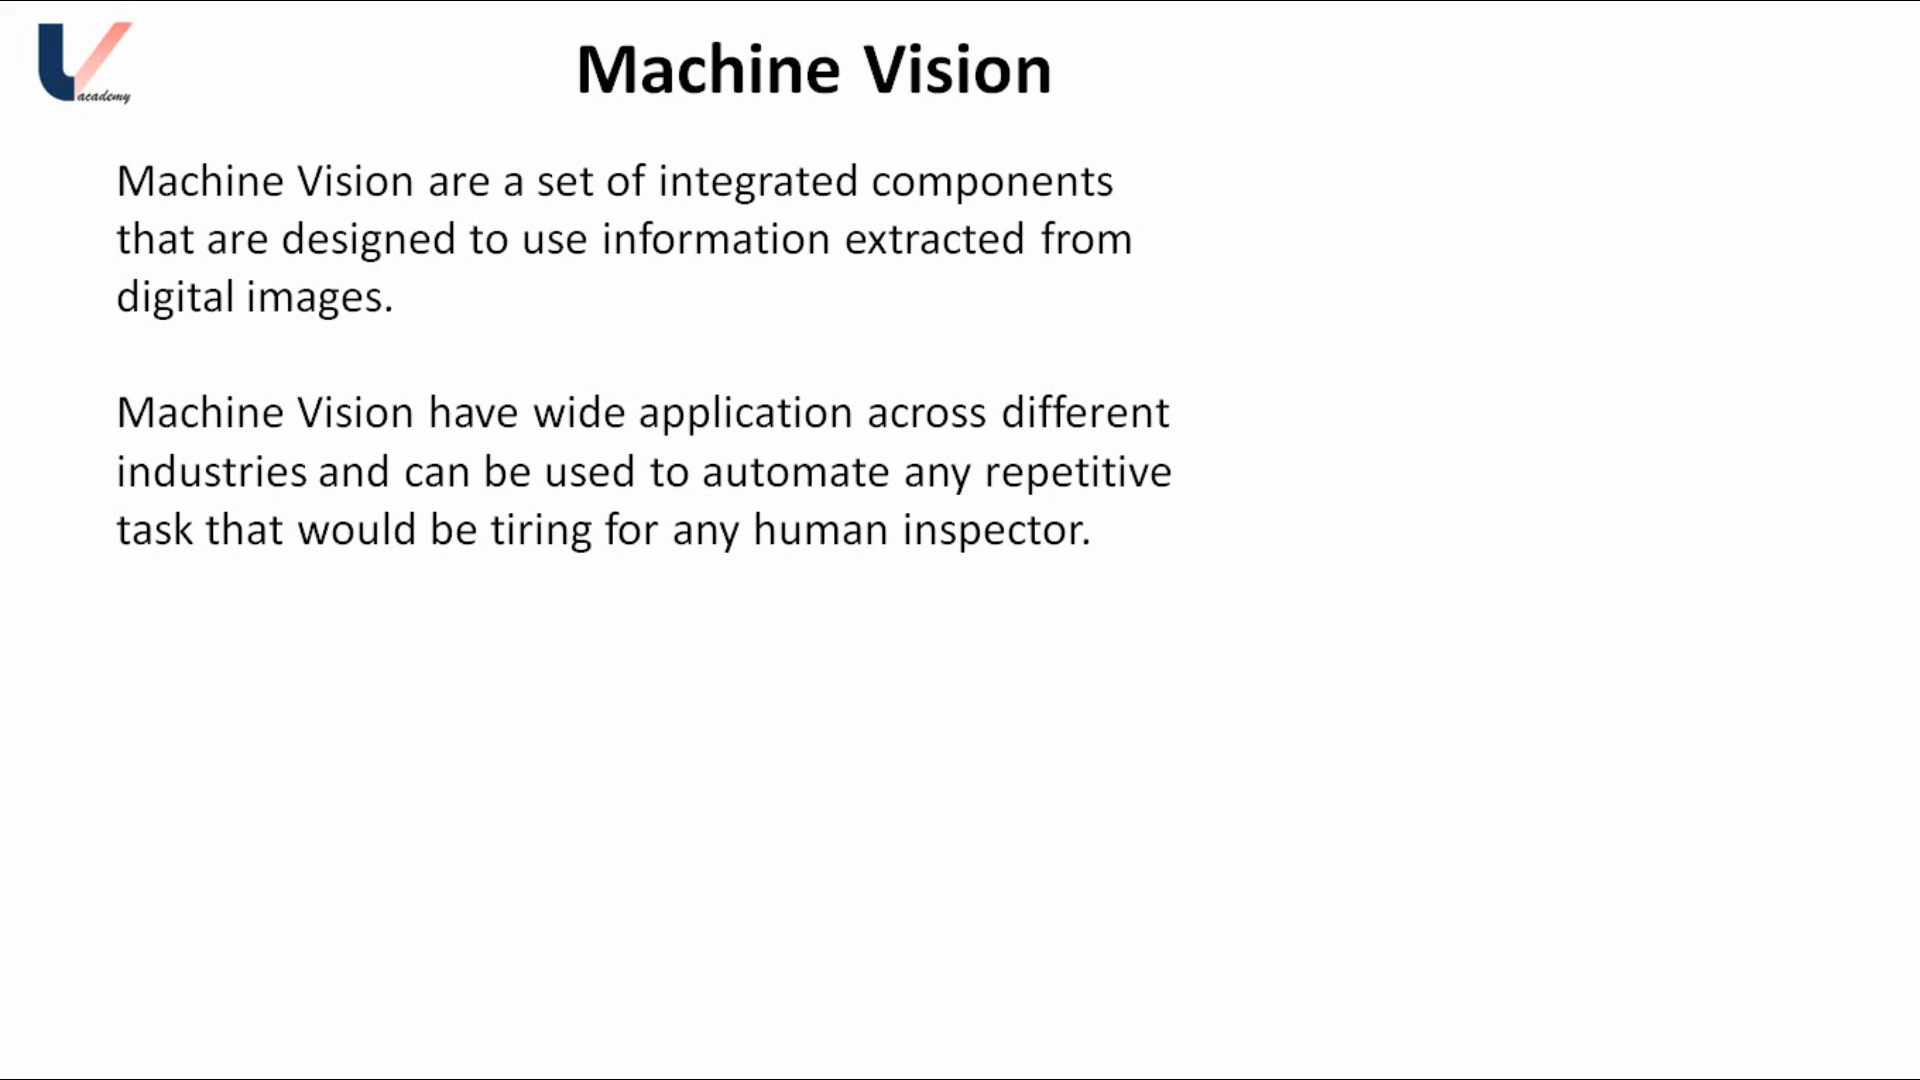 academy
Machine Vision
Machine Vision are a set of integrated components
that are designed to use information extracted from
digital images.
Machine Vision have wide application across different
industries and can be used to automate any repetitive
task that would be tiring for any human inspector.